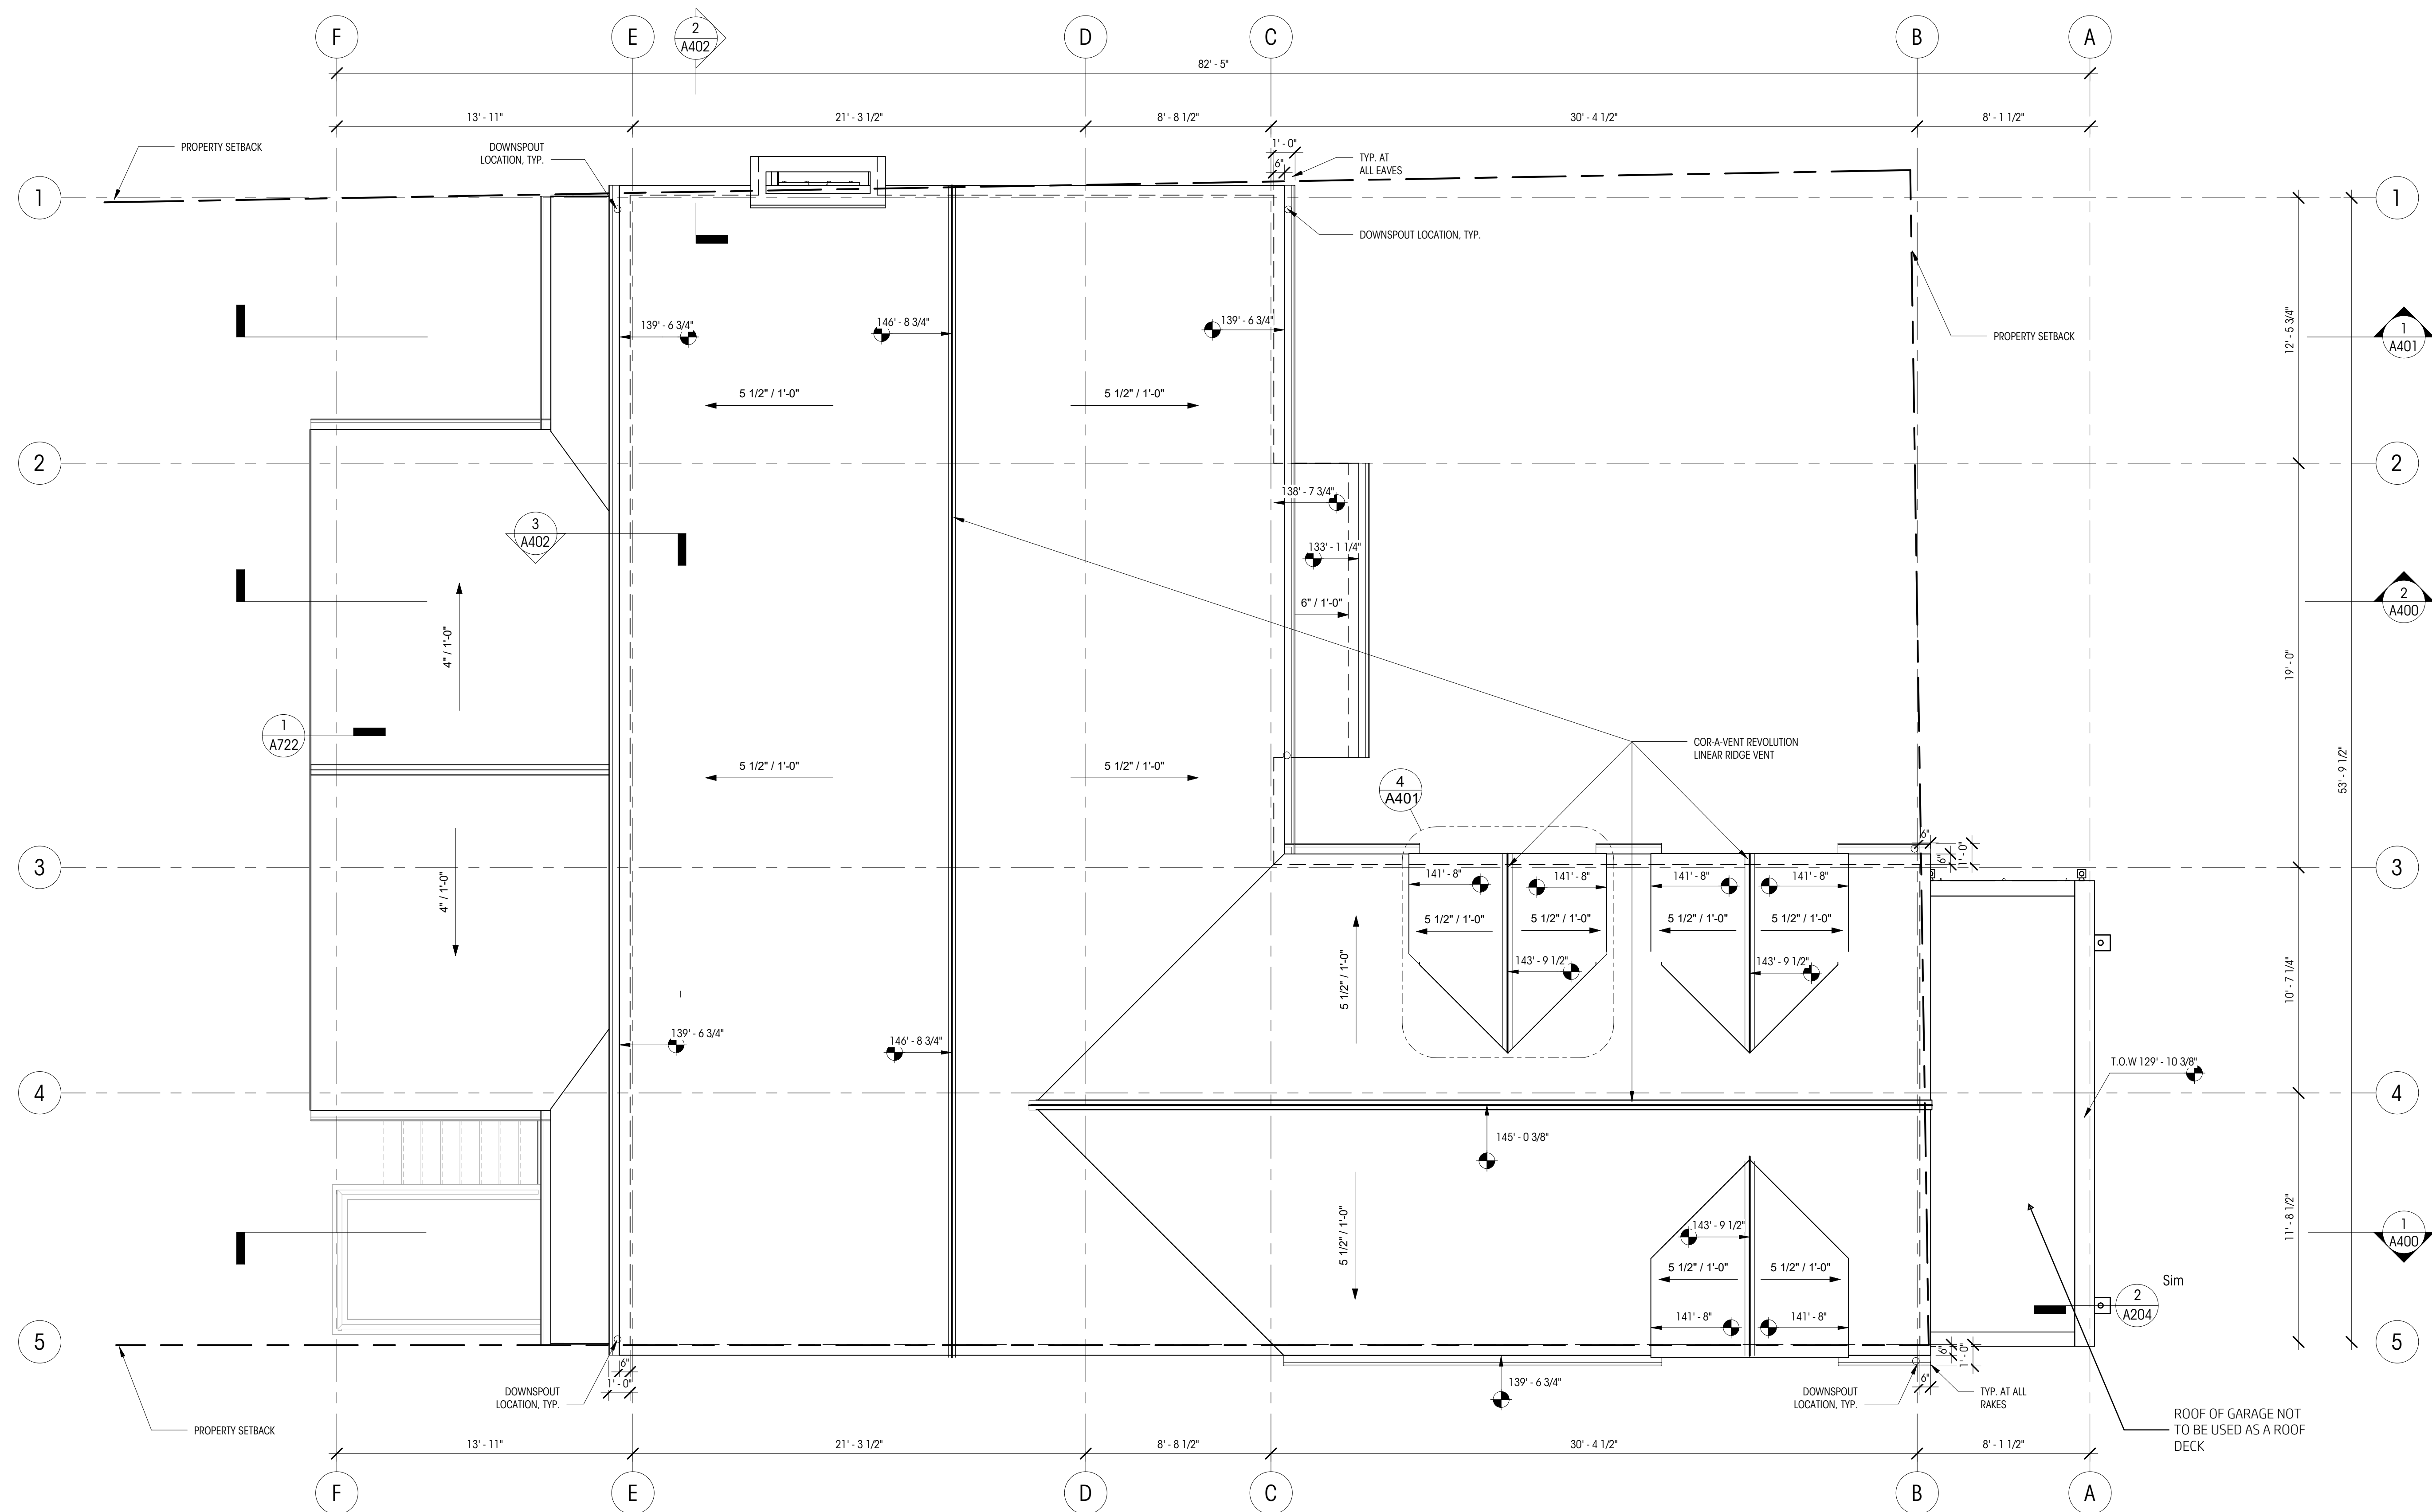 F
E
2
A402
D
C
B
A
82' - 5"
13' - 11"
21' - 3 1/2"
8' - 8 1/2"
30' - 4 1/2"
8' - 1 1/2"
PROPERTY SETBACK
DOWNSPOUT
LOCATION, TYP.
1' - 0"
6"
TYP. AT
ALL EAVES
1
1
DOWNSPOUT LOCATION, TYP.
139' - 6 3/4"
146' - 8 3/4"
139' - 6 3/4"
PROPERTY SETBACK
12' - 5 3/4"
1
A401
5 1/2" / 1'-0"
5 1/2" / 1'-0"
2
2
138' - 7 3/4"
3
A402
133' - 1 1/4"
6" / 1'-0"
2
A400
4" / 1'-0"
19' - 0"
1
A722
COR-A-VENT REVOLUTION
LINEAR RIDGE VENT
5 1/2" / 1'-0"
5 1/2" / 1'-0"
4
A401
53' - 9 1/2"
6"
6"
1' - 0"
3
3
4" / 1'-0"
141' - 8"
141' - 8"
141' - 8"
141' - 8"
5 1/2" / 1'-0"
5 1/2" / 1'-0"
5 1/2" / 1'-0"
5 1/2" / 1'-0"
5 1/2" / 1'-0"
143' - 9 1/2"
143' - 9 1/2"
10' - 7 1/4"
139' - 6 3/4"
146' - 8 3/4"
T.O.W 129' - 10 3/8"
4
4
145' - 0 3/8"
143' - 9 1/2"
5 1/2" / 1'-0"
5 1/2" / 1'-0"
5 1/2" / 1'-0"
11' - 8 1/2"
1
A400
Sim
2
A204
141' - 8"
141' - 8"
5
5
6"
1' - 0"
6"
1' - 0"
6"
139' - 6 3/4"
DOWNSPOUT
LOCATION, TYP.
DOWNSPOUT
LOCATION, TYP.
TYP. AT ALL
RAKES
PROPERTY SETBACK
ROOF OF GARAGE NOT
TO BE USED AS A ROOF
DECK
13' - 11"
21' - 3 1/2"
8' - 8 1/2"
30' - 4 1/2"
8' - 1 1/2"
F
E
D
C
B
A